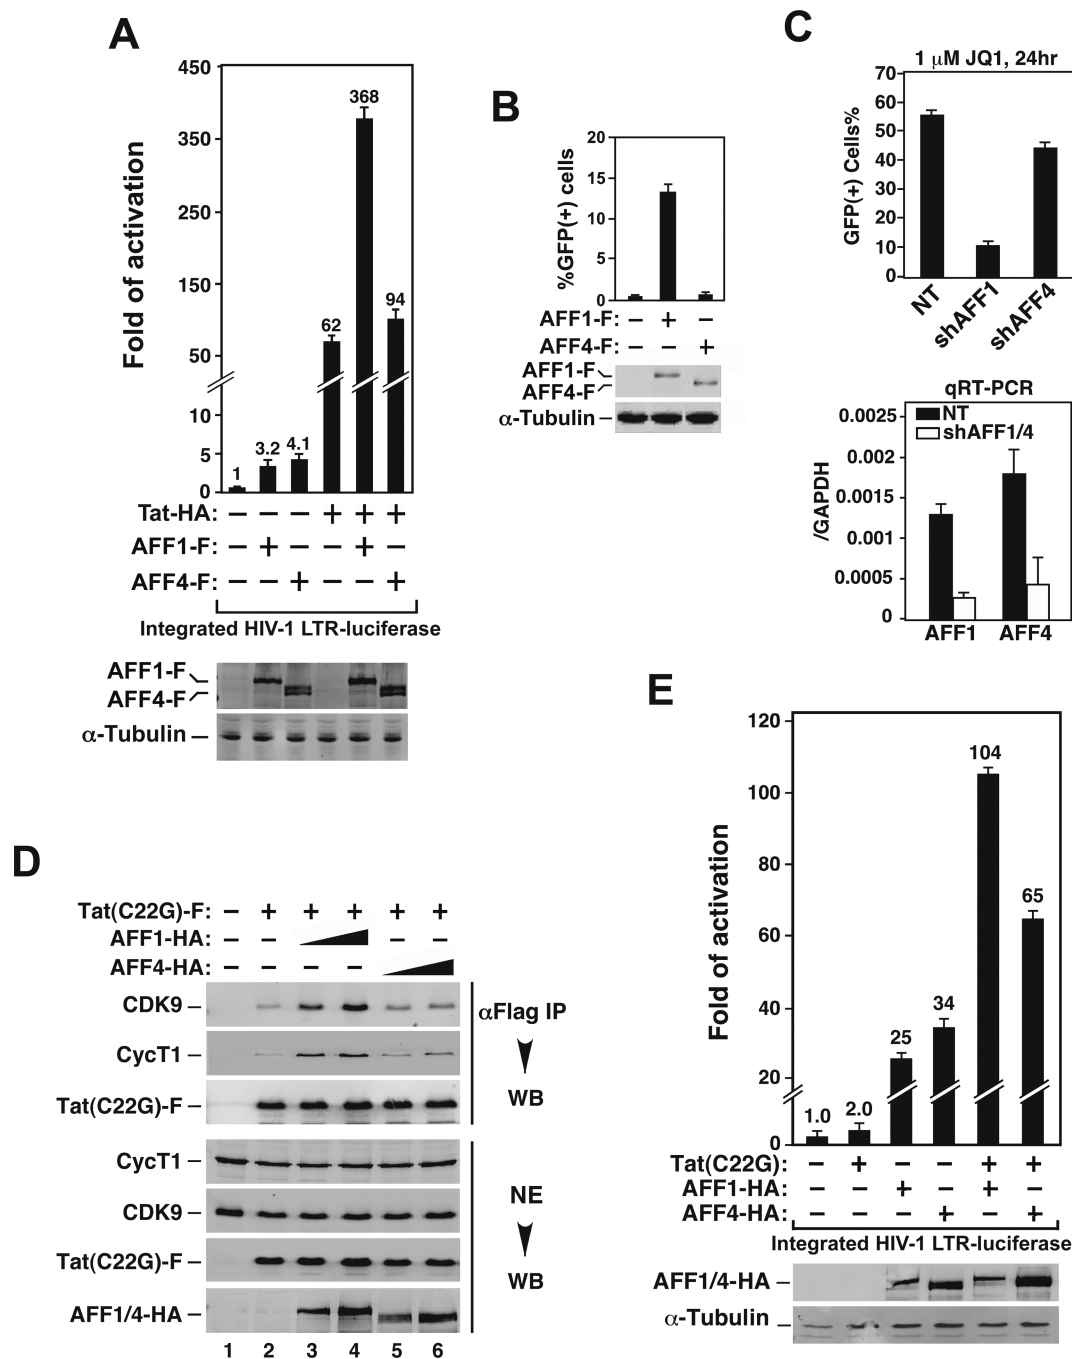 A
450
350
250
150
50
10
5
0
Fold of activation
1
3.2
4.1
62
368
94
Tat-HA: – – – + + +
AFF1-F: – + – – + –
AFF4-F: – – + – – +
Integrated HIV-1 LTR-luciferase
AFF1-F
AFF4-F
α-Tubulin –
B
20
15
10
5
0
%GFP(+) cells
AFF1-F: – + –
AFF4-F: – – +
AFF1-F
AFF4-F
α-Tubulin –
C
1 µM JQ1, 24hr
70
60
50
40
30
20
10
0
GFP(+) Cells%
NT
shAFF1
shAFF4
qRT-PCR
NT
shAFF1/4
0.0025
0.002
0.0015
0.001
0.0005
0
/GAPDH
AFF1 AFF4
D
Tat(C22G)-F: – + + + + +
AFF1-HA: – – – –
AFF4-HA: – – – –
CDK9 –
CycT1 –
Tat(C22G)-F –
αFlag IP
WB
CycT1 –
CDK9 –
Tat(C22G)-F –
AFF1/4-HA –
NE
WB
1 2 3 4 5 6
E
120
100
80
60
40
20
0
Fold of activation
1.0
2.0
25
34
104
65
Tat(C22G): – + – – + +
AFF1-HA: – – + – + –
AFF4-HA: – – – + – +
Integrated HIV-1 LTR-luciferase
AFF1/4-HA –
α-Tubulin –